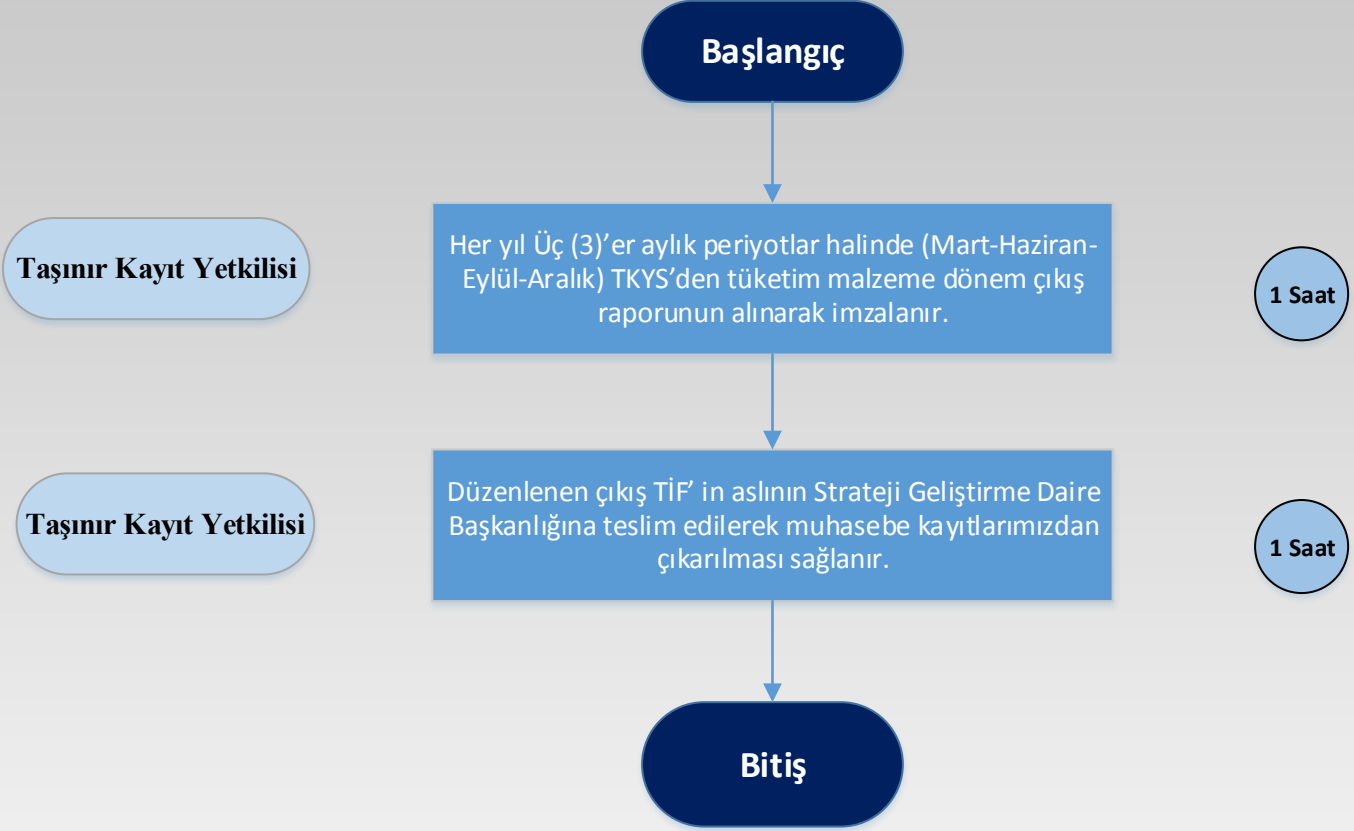 Başlangıç
Taşınır Kayıt Yetkilisi
Her yıl Üç (3)’er aylık periyotlar halinde (Mart-Haziran-
Eylül-Aralık) TKYS’den tüketim malzeme dönem çıkış
raporunun alınarak imzalanır.
1 Saat
Taşınır Kayıt Yetkilisi
Düzenlenen çıkış TİF’ in aslının Strateji Geliştirme Daire
Başkanlığına teslim edilerek muhasebe kayıtlarımızdan
çıkarılması sağlanır.
1 Saat
Bitiş